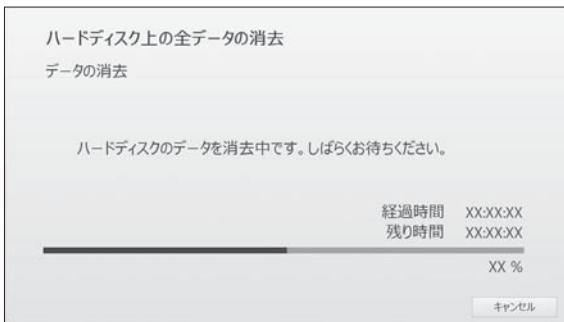 ハードディスク上の全データの消去
データの消去
ハードディスクのデータを消去中です。しばらくお待ちください。
経過時間 XX:XX:XX
残り時間 XX:XX:XX
XX %
キャンセル